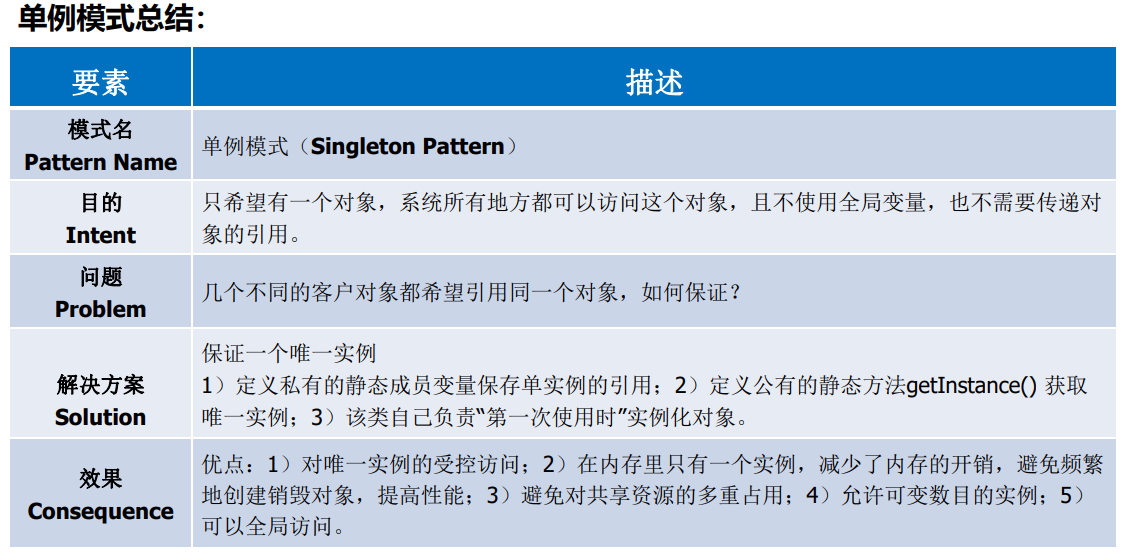 单例模式总结：
要素
描述
模式名
Pattern Name
单例模式（Singleton Pattern）
目的
Intent
只希望有一个对象，系统所有地方都可以访问这个对象，且不使用全局变量，也不需要传递对
象的引用。
问题
Problem
几个不同的客户对象都希望引用同一个对象，如何保证？
解决方案
Solution
保证一个唯一实例
1）定义私有的静态成员变量保存单实例的引用；2）定义公有的静态方法getInstance() 获取
唯一实例；3）该类自己负责“第一次使用时”实例化对象。
效果
Consequence
优点：1）对唯一实例的受控访问；2）在内存里只有一个实例，减少了内存的开销，避免频繁
地创建销毁对象，提高性能；3）避免对共享资源的多重占用；4）允许可变数目的实例；5）
可以全局访问。